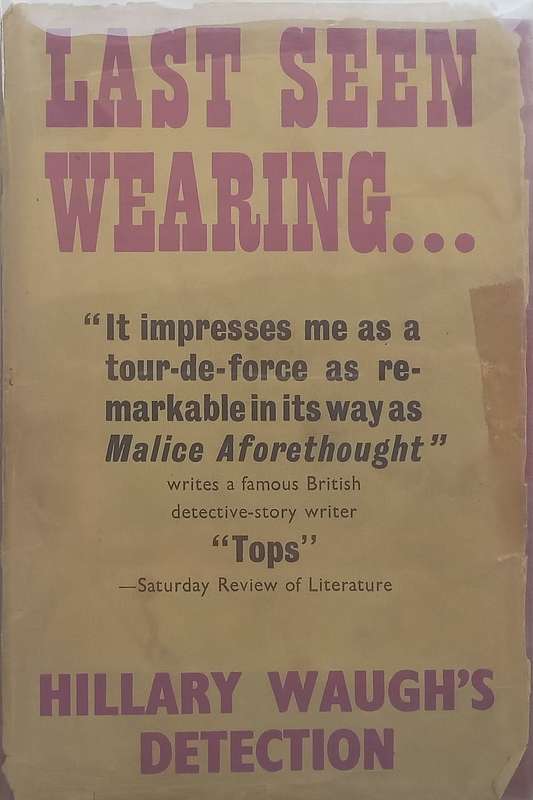 LAST SEEN
WEARING...
“It impresses me as a
tour-de-force as re-
markable in its way as
Malice Aforethought”
writes a famous British
detective-story writer
“Tops”
—Saturday Review of Literature
HILLARY WAUGH'S
DETECTION